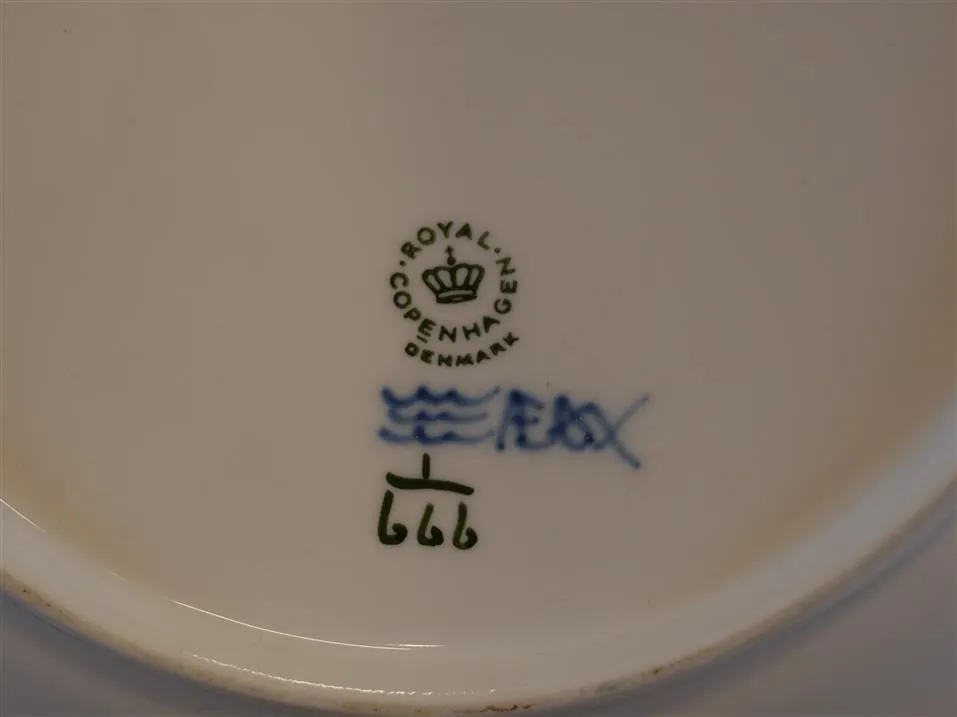 ROYAL
COPENHAGEN
DENMARK
1
666